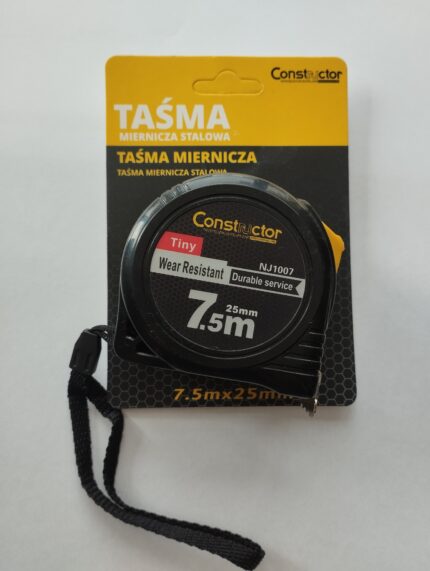 Constructor
TAŚMA
MIERNICZA STALOWA
TAŚMA MIERNICZA
TAŚMA MIERNICZA STALOWA
Constructor
Tiny
NJ1007
Wear Resistant
Durable service
25mm
7.5m
7.5mx25mm